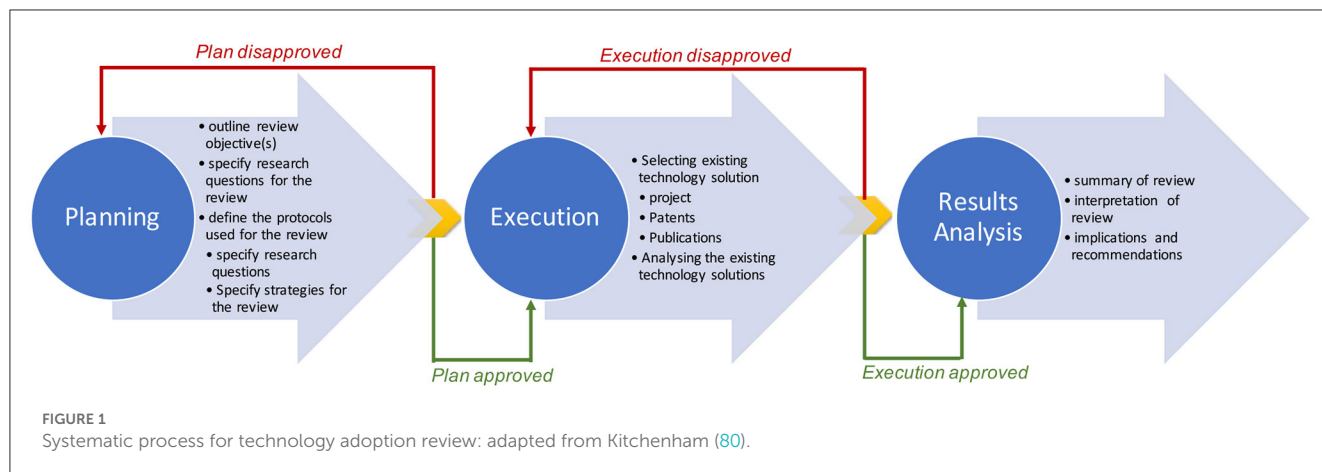 Plan disapproved
Execution disapproved
Planning
• outline review
objective(s)
• specify research
questions for the
review
• define the protocols
used for the review
• specify research
questions
• Specify strategies for
the review
Execution
• Selecting existing
technology solution
• project
• Patents
• Publications
• Analysing the existing
technology solutions
Results
Analysis
• summary of review
• interpretation of
review
• implications and
recommendations
Plan approved
Execution approved
FIGURE 1
Systematic process for technology adoption review: adapted from Kitchenham (80).